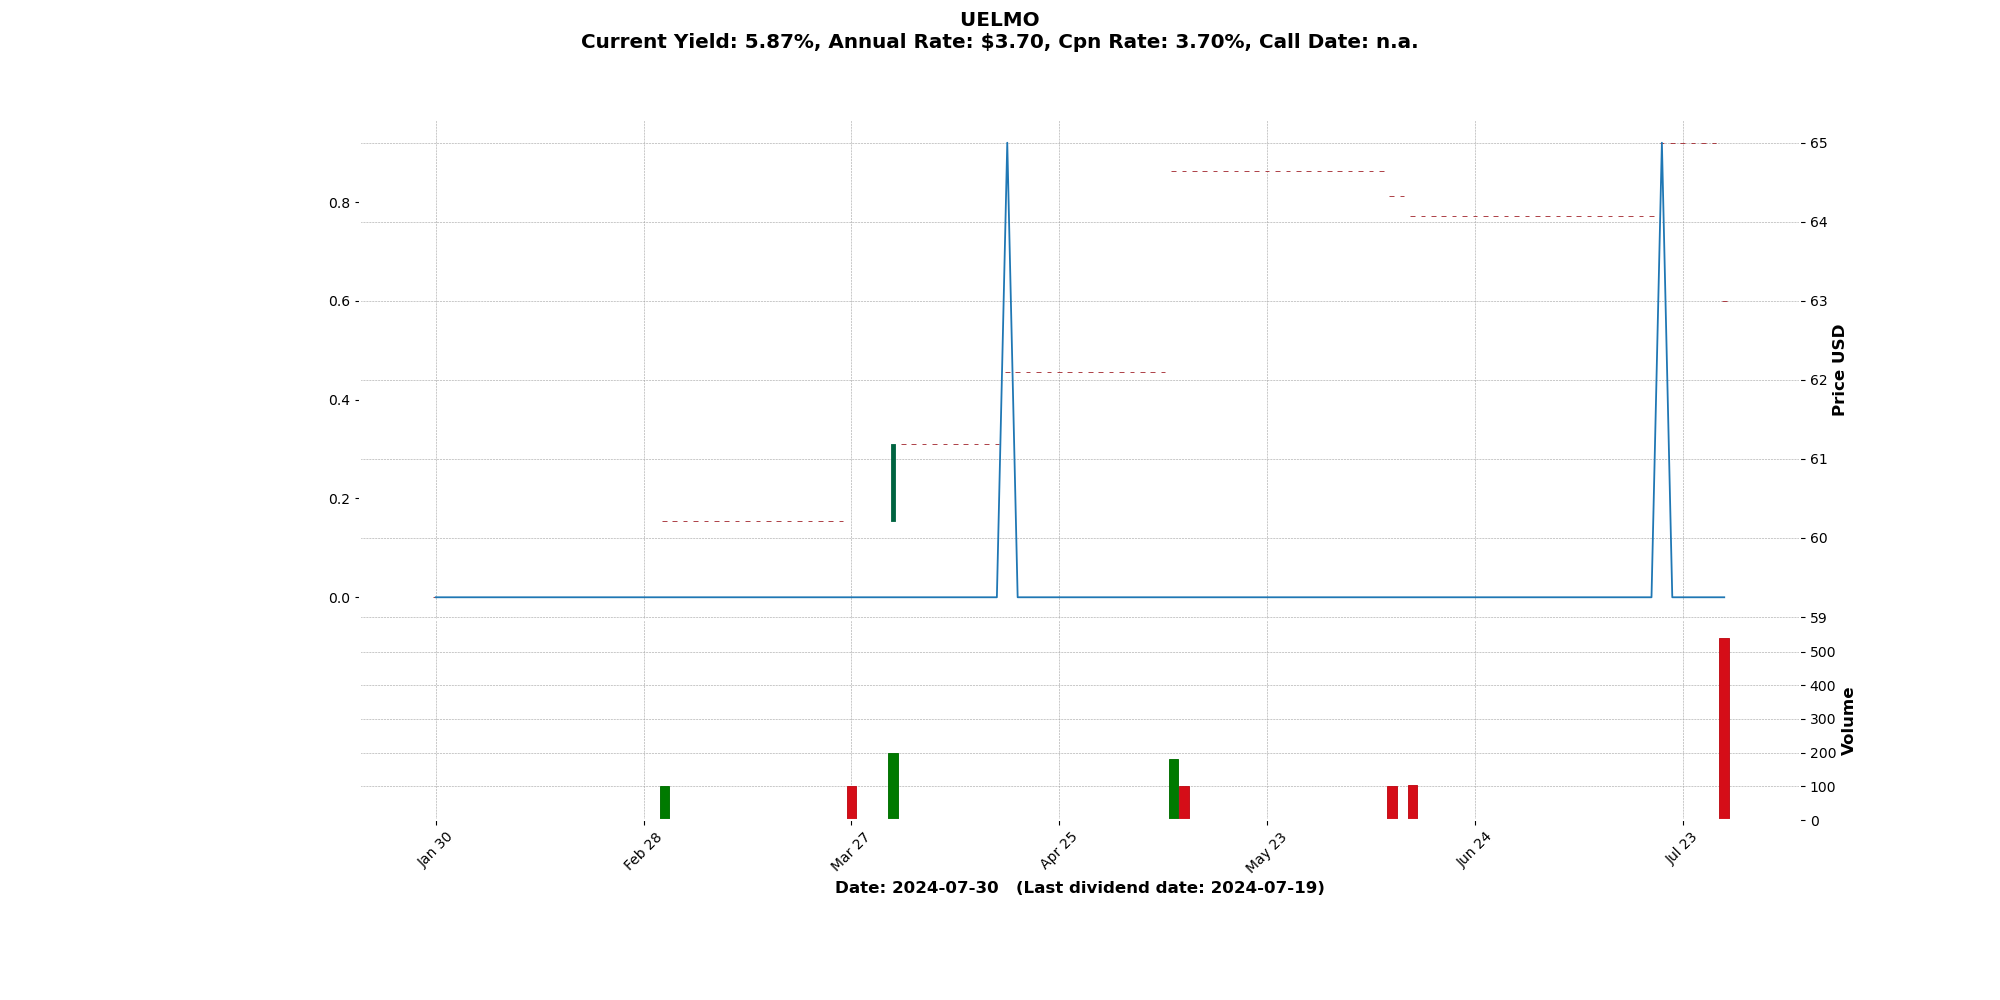 UELMO
Current Yield: 5.87%, Annual Rate: $3.70, Cpn Rate: 3.70%, Call Date: n.a.
0.8
0.6
0.4
0.2
0.0
65
64
63
62
61
60
59
Price USD
500
400
300
200
100
0
Volume
Jan 30
Feb 28
Mar 27
Apr 25
May 23
Jun 24
Jul 23
Date: 2024-07-30   (Last dividend date: 2024-07-19)